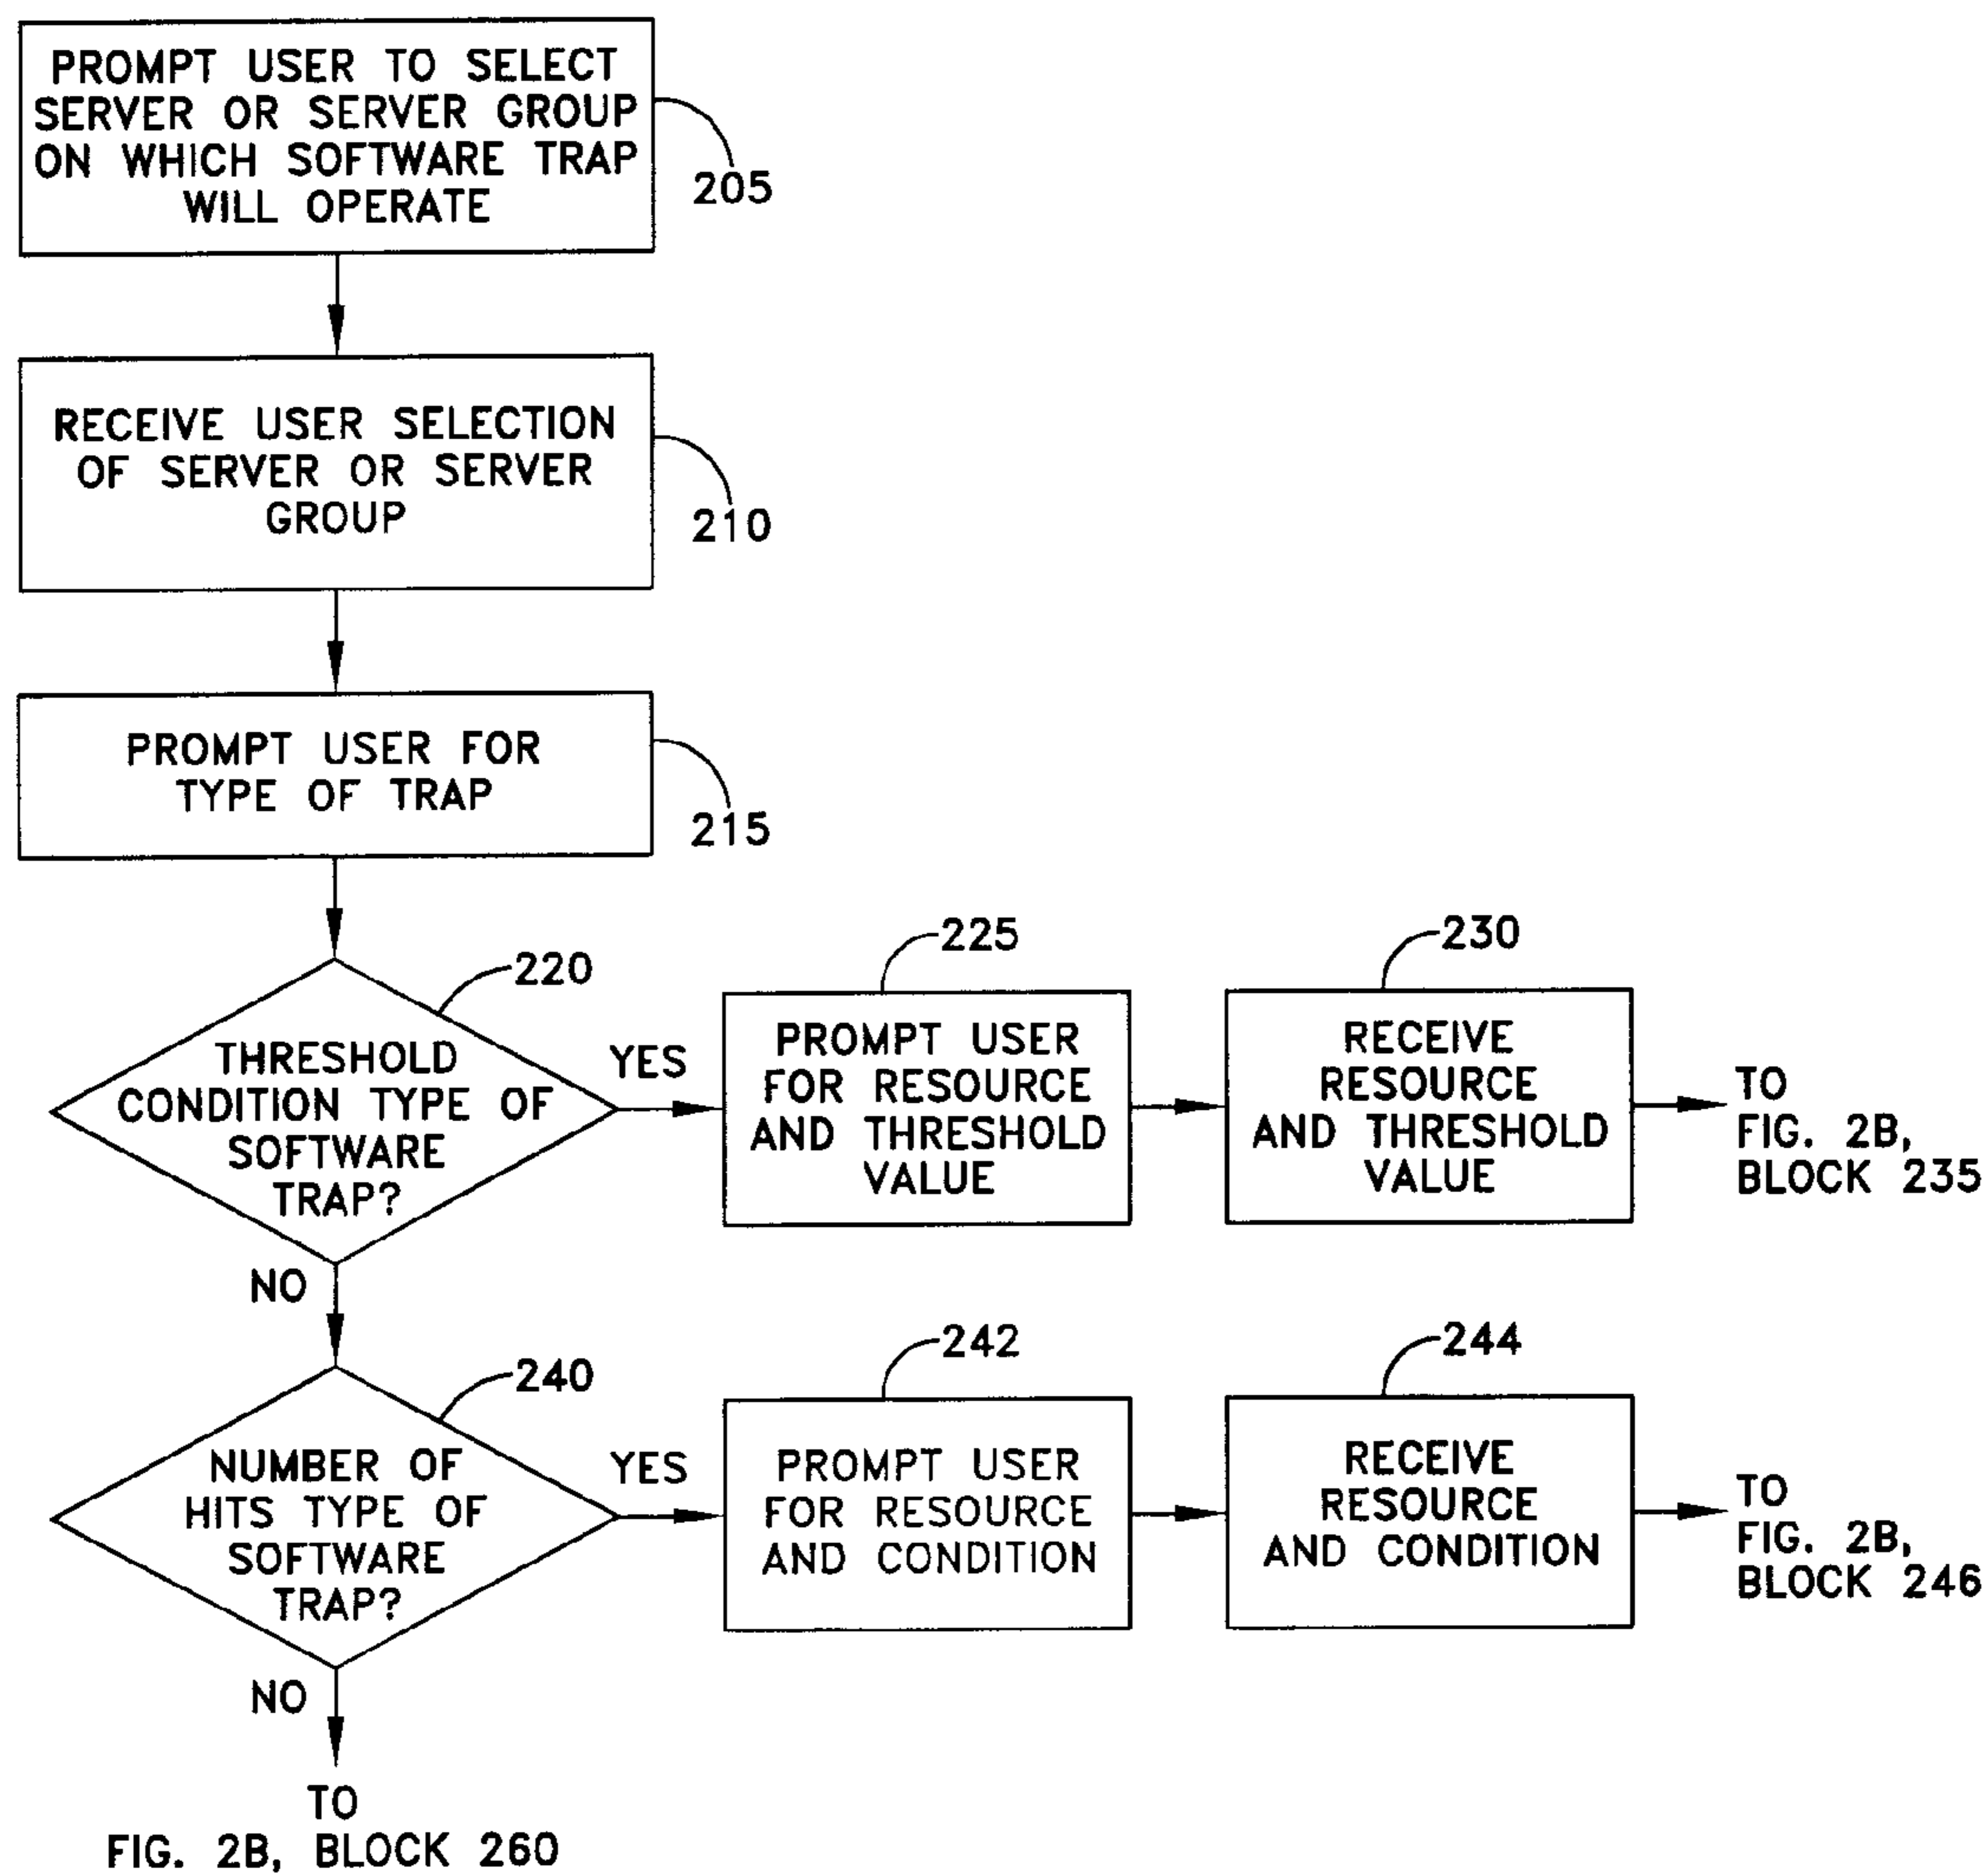 PROMPT USER TO SELECT
SERVER OR SERVER GROUP
ON WHICH SOFTWARE TRAP
WILL OPERATE
205
RECEIVE USER SELECTION
OF SERVER OR SERVER
GROUP
210
PROMPT USER FOR
TYPE OF TRAP
215
220
THRESHOLD
CONDITION TYPE OF
SOFTWARE
TRAP?
YES
NO
225
PROMPT USER
FOR RESOURCE
AND THRESHOLD
VALUE
230
RECEIVE
RESOURCE
AND THRESHOLD
VALUE
TO
FIG. 2B,
BLOCK 235
240
NUMBER OF
HITS TYPE OF
SOFTWARE
TRAP?
YES
NO
242
PROMPT USER
FOR RESOURCE
AND CONDITION
244
RECEIVE
RESOURCE
AND CONDITION
TO
FIG. 2B,
BLOCK 246
TO
FIG. 2B, BLOCK 260